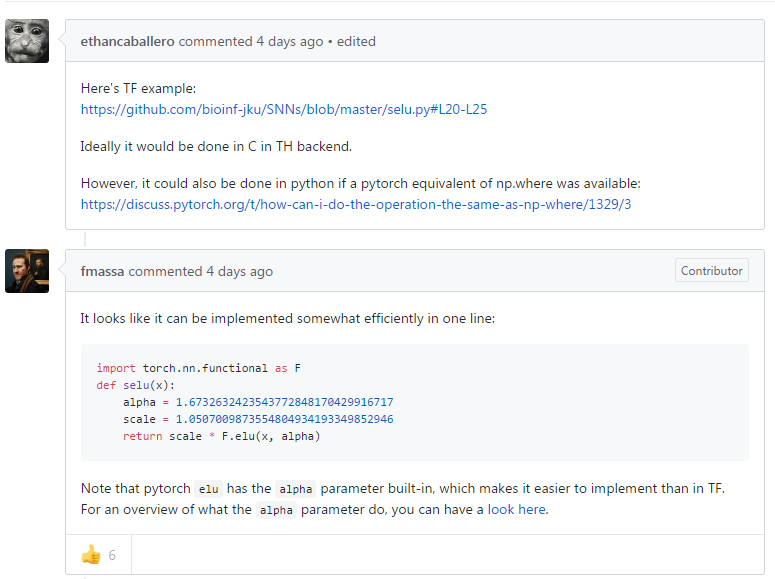 ethancaballero commented 4 days ago • edited
Here's TF example:
https://github.com/bioinf-jku/SNNs/blob/master/selu.py#L20-L25
Ideally it would be done in C in TH backend.
However, it could also be done in python if a pytorch equivalent of np.where was available:
https://discuss.pytorch.org/t/how-can-i-do-the-operation-the-same-as-np-where/1329/3
fmassa commented 4 days ago
Contributor
It looks like it can be implemented somewhat efficiently in one line:
import torch.nn.functional as F
def selu(x):
    alpha = 1.6732632423543772848170429916717
    scale = 1.0507009873554804934193349852946
    return scale * F.elu(x, alpha)
Note that pytorch elu has the alpha parameter built-in, which makes it easier to implement than in TF.
For an overview of what the alpha parameter do, you can have a look here.
👍 6